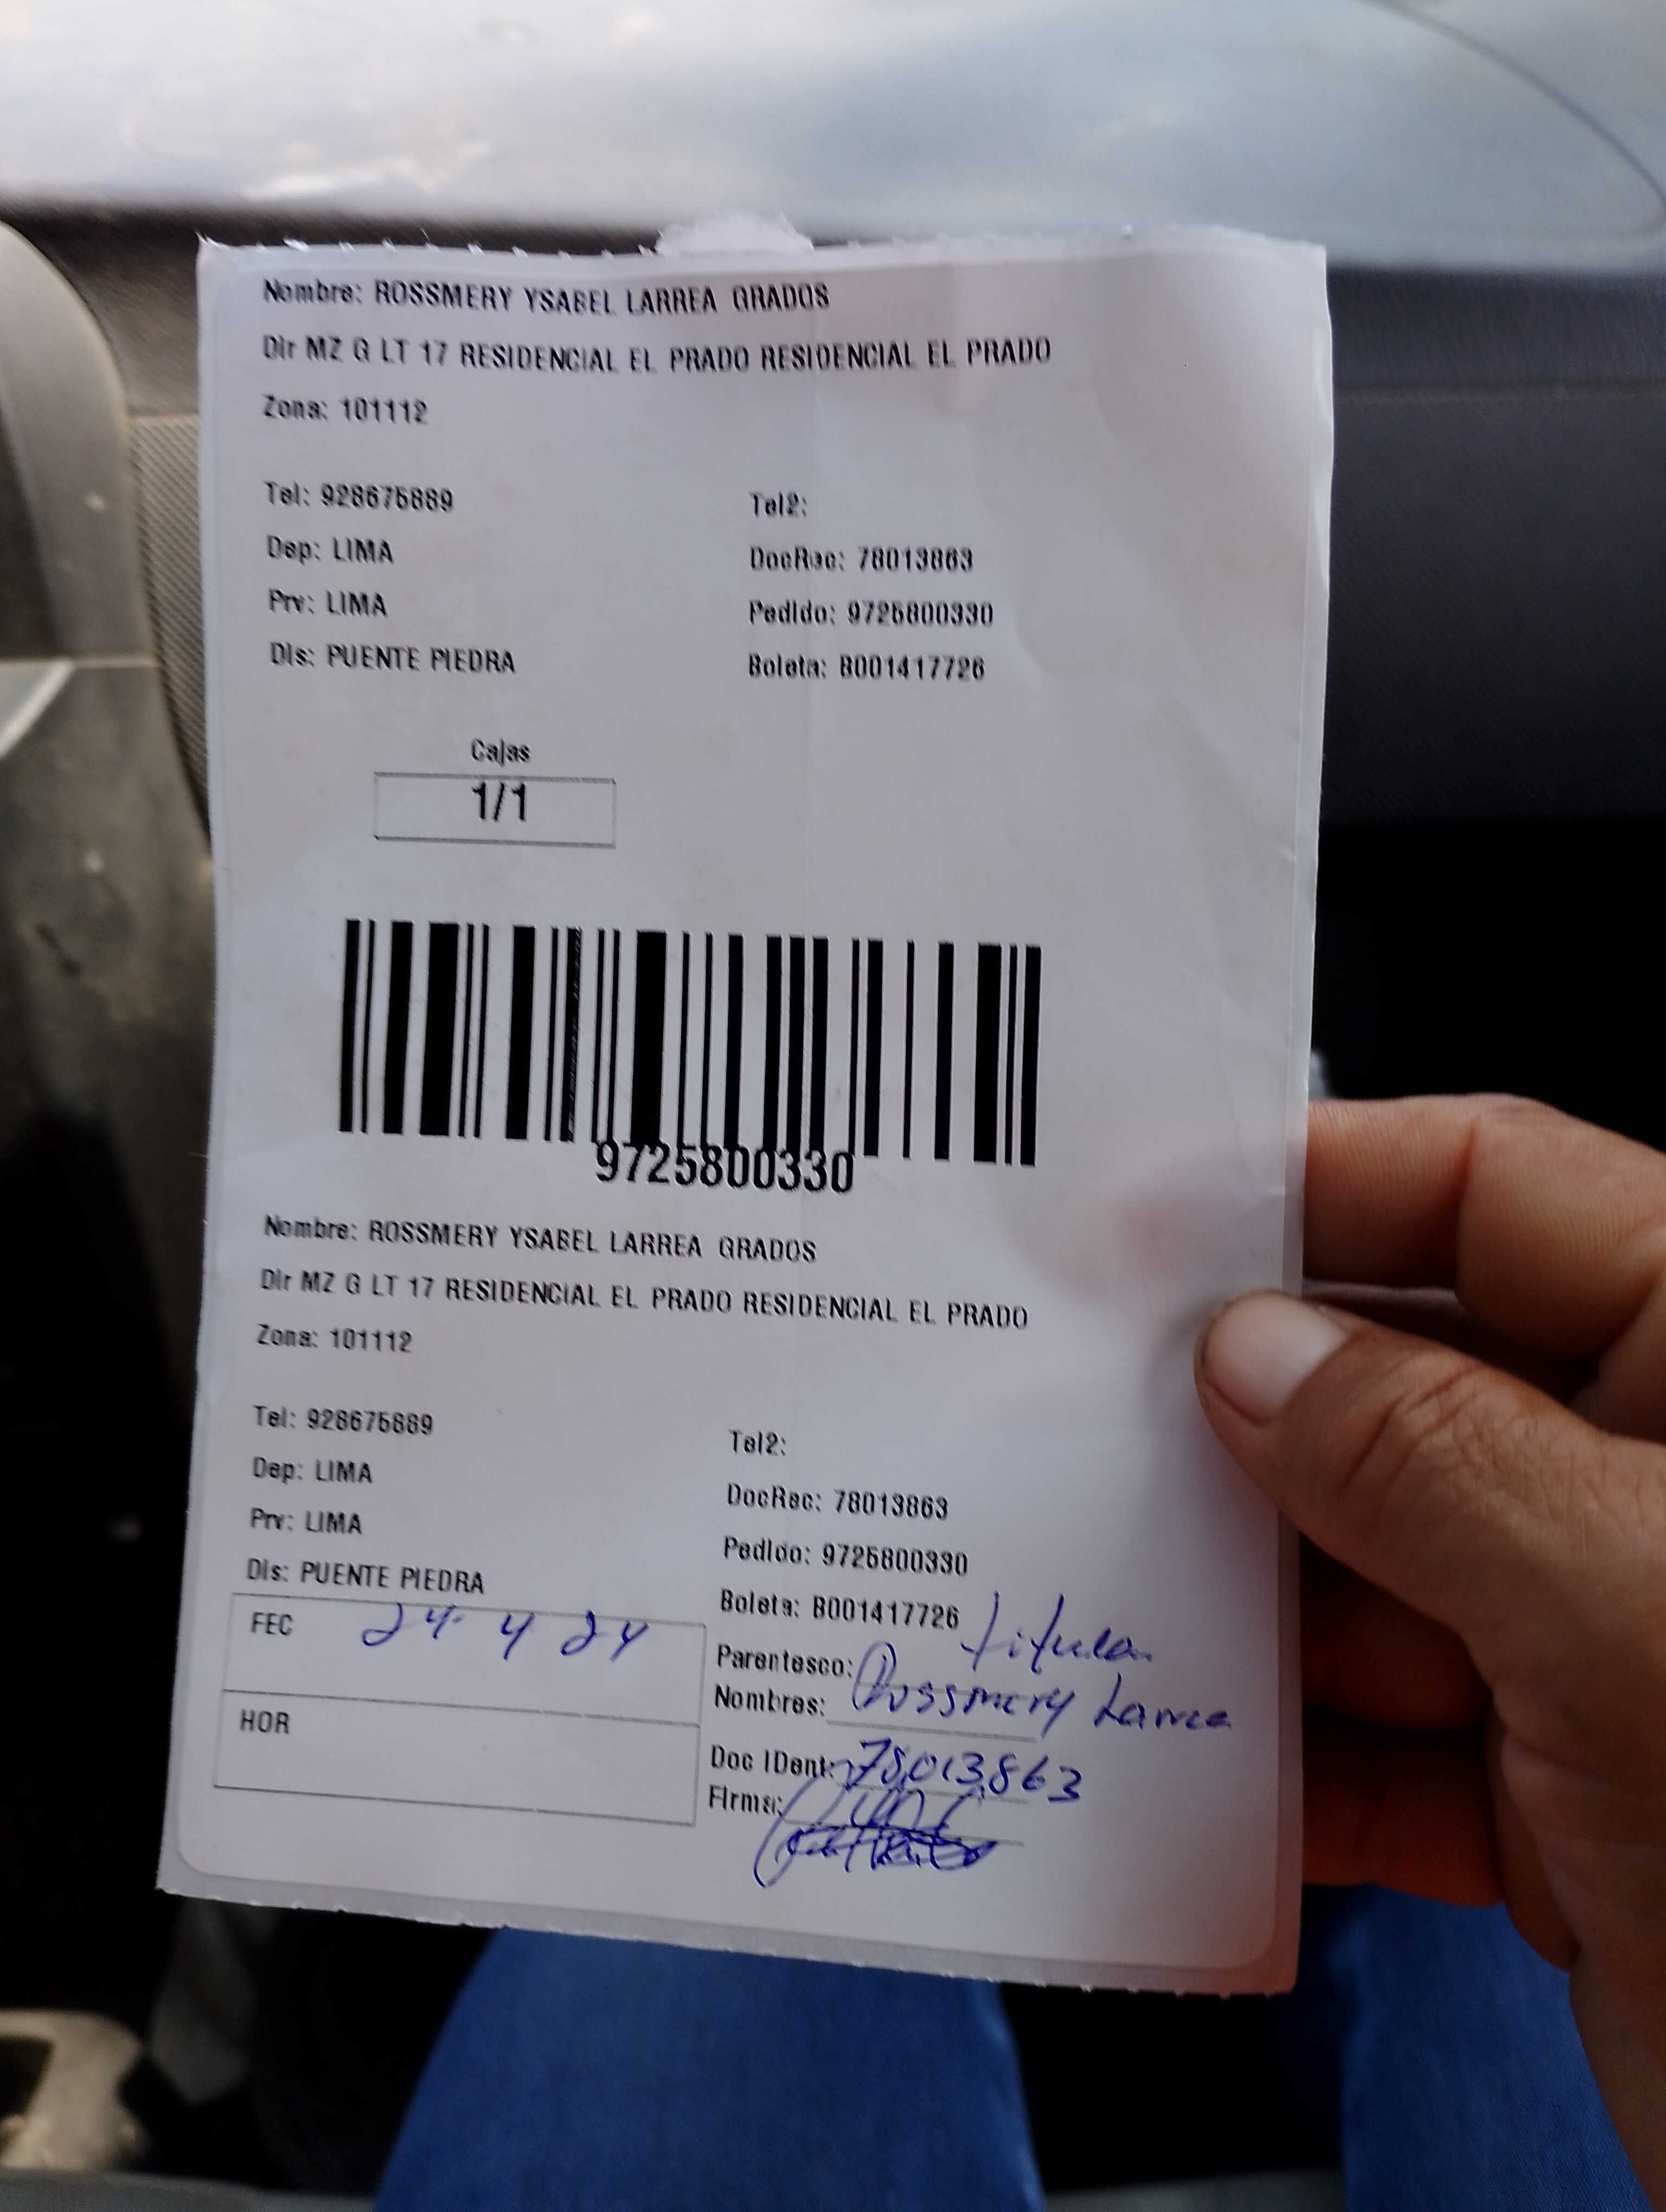 Nombre: ROSSMERY YSABEL LARREA GRADOS
Dir MZ G LT 17 RESIDENCIAL EL PRADO RESIDENCIAL EL PRADO
Zona: 101112
Tel: 928675889 Tel2:
Dep: LIMA DocRec: 78013863
Prv: LIMA Pedido: 9725800330
Dis: PUENTE PIEDRA Boleta: B001417726
Cajas
1/1
9725800330
Nombre: ROSSMERY YSABEL LARREA GRADOS
Dir MZ G LT 17 RESIDENCIAL EL PRADO RESIDENCIAL EL PRADO
Zona: 101112
Tel: 928675889 Tel2:
Dep: LIMA DocRec: 78013863
Prv: LIMA Pedido: 9725800330
Dis: PUENTE PIEDRA Boleta: B001417726
FEC 24 4 24
Parentesco: titular
Nombres: Rossmery Larrea
HOR
Doc IDent: 78013863
Firma: